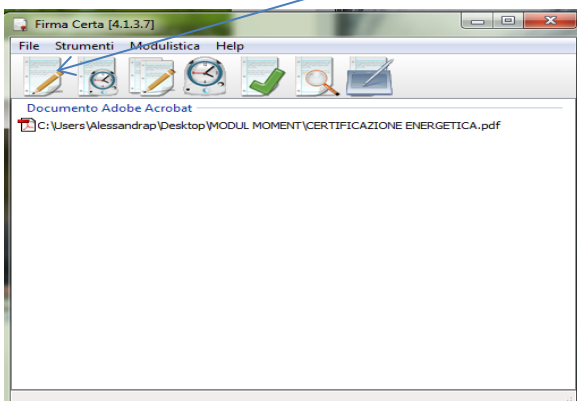 Firma Certa [4.1.3.7]
File Strumenti Modulistica Help
Documento Adobe Acrobat
C:\Users\Alessandrap\Desktop\MODUL MOMENT\CERTIFICAZIONE ENERGETICA.pdf